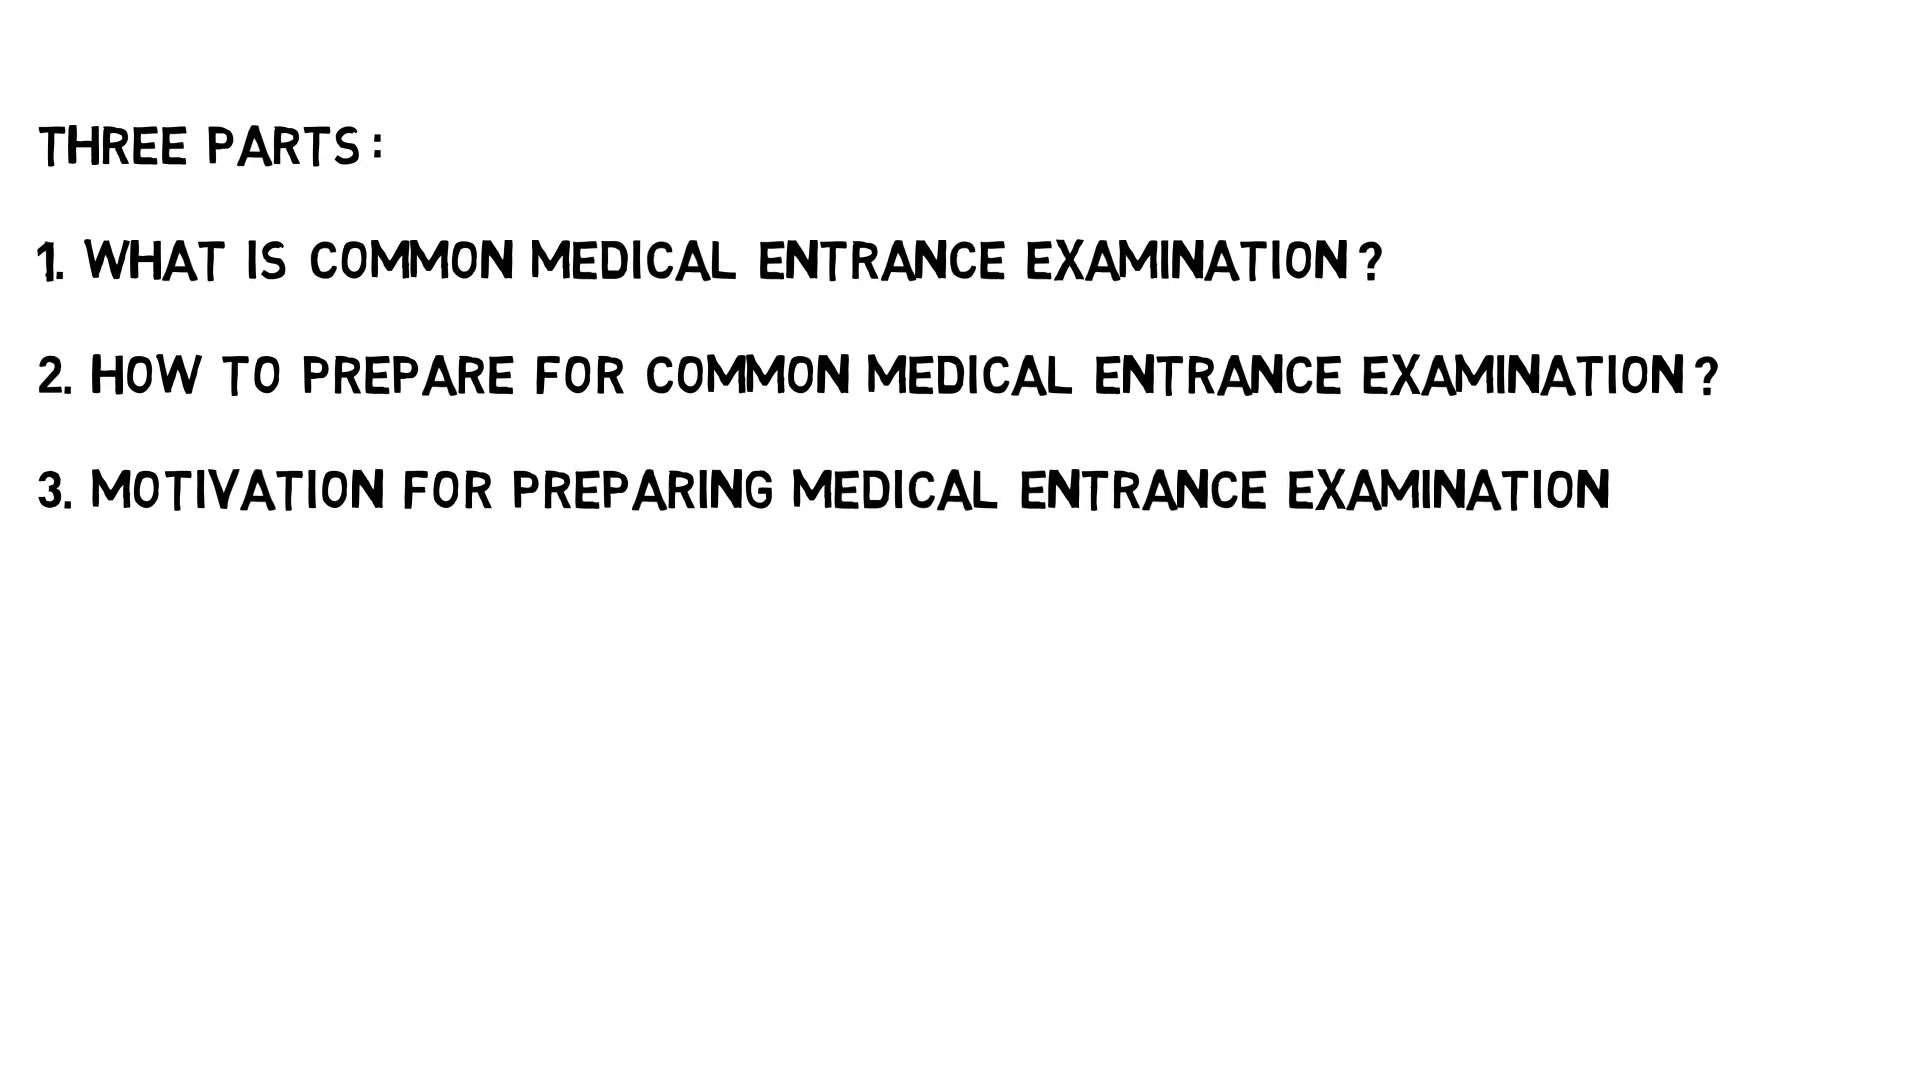 THREE PARTS:
1. WHAT IS COMMON MEDICAL ENTRANCE EXAMINATION?
2. HOW TO PREPARE FOR COMMON MEDICAL ENTRANCE EXAMINATION?
3. MOTIVATION FOR PREPARING MEDICAL ENTRANCE EXAMINATION